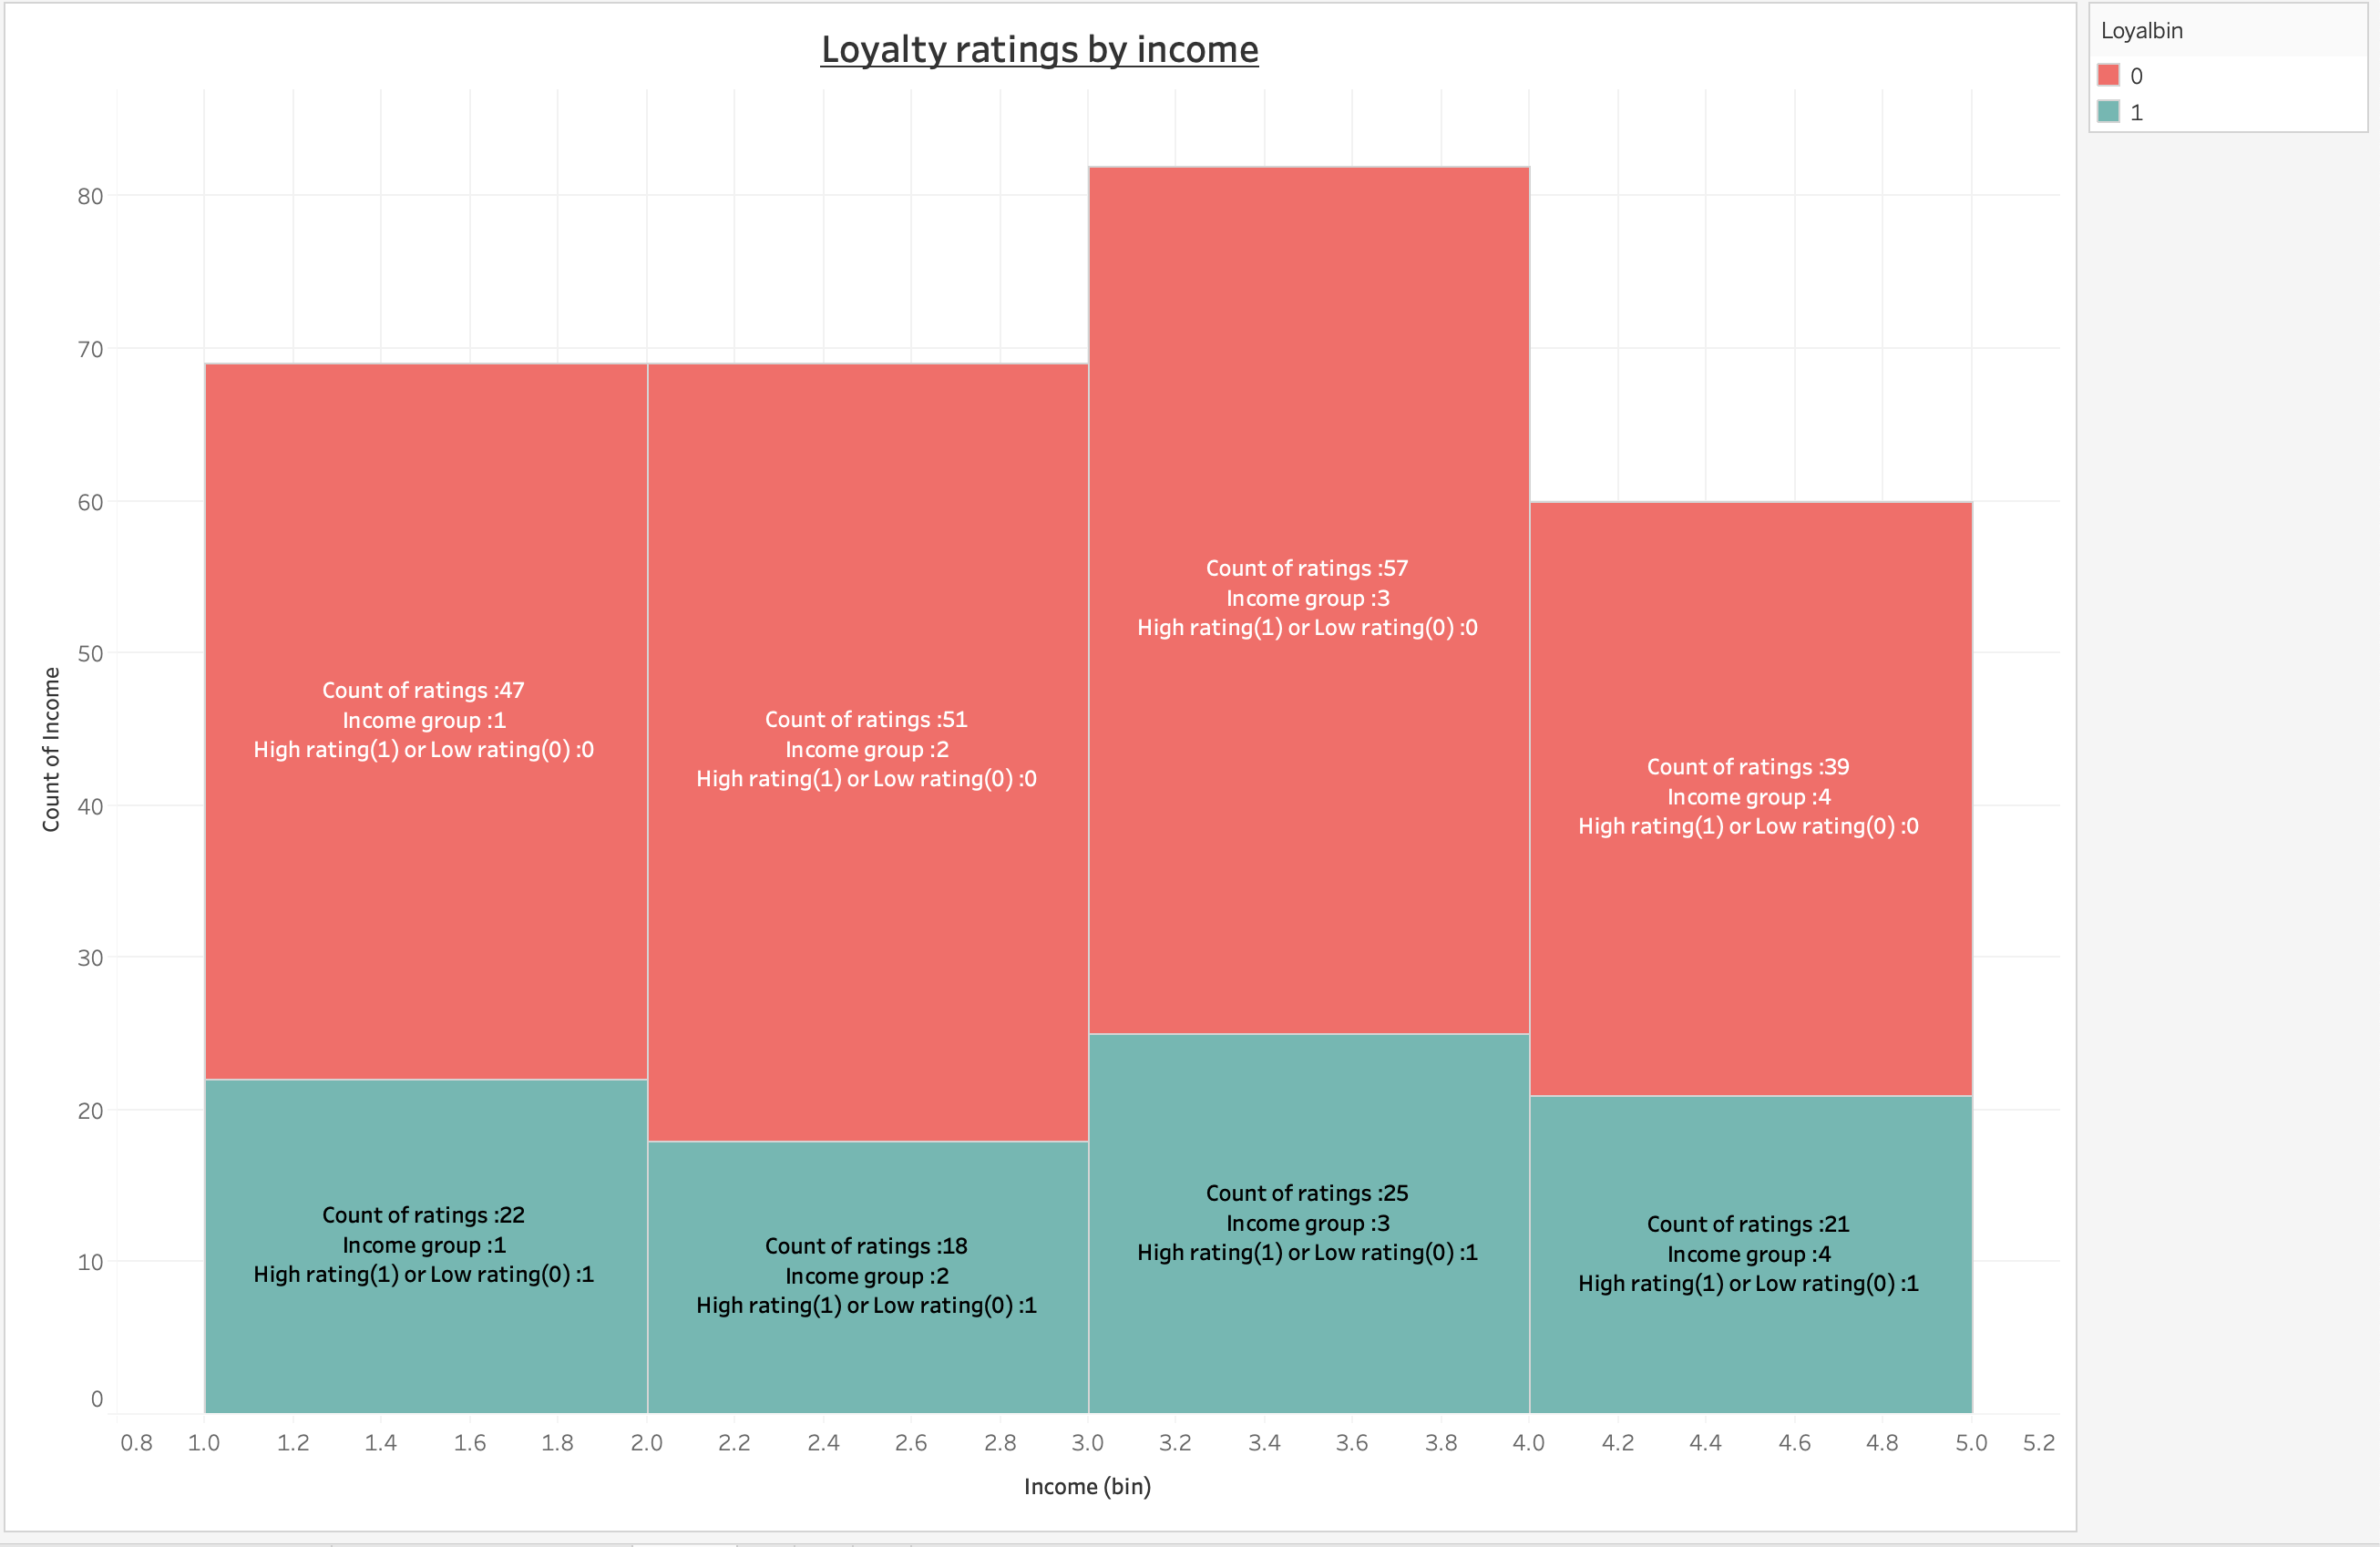 Loyalty ratings by income
Loyalbin
0
1
80
70
60
50
40
30
20
10
0
Count of Income
Count of ratings :47
Income group :1
High rating(1) or Low rating(0) :0
Count of ratings :51
Income group :2
High rating(1) or Low rating(0) :0
Count of ratings :57
Income group :3
High rating(1) or Low rating(0) :0
Count of ratings :39
Income group :4
High rating(1) or Low rating(0) :0
Count of ratings :22
Income group :1
High rating(1) or Low rating(0) :1
Count of ratings :18
Income group :2
High rating(1) or Low rating(0) :1
Count of ratings :25
Income group :3
High rating(1) or Low rating(0) :1
Count of ratings :21
Income group :4
High rating(1) or Low rating(0) :1
0.8 1.0 1.2 1.4 1.6 1.8 2.0 2.2 2.4 2.6 2.8 3.0 3.2 3.4 3.6 3.8 4.0 4.2 4.4 4.6 4.8 5.0 5.2
Income (bin)